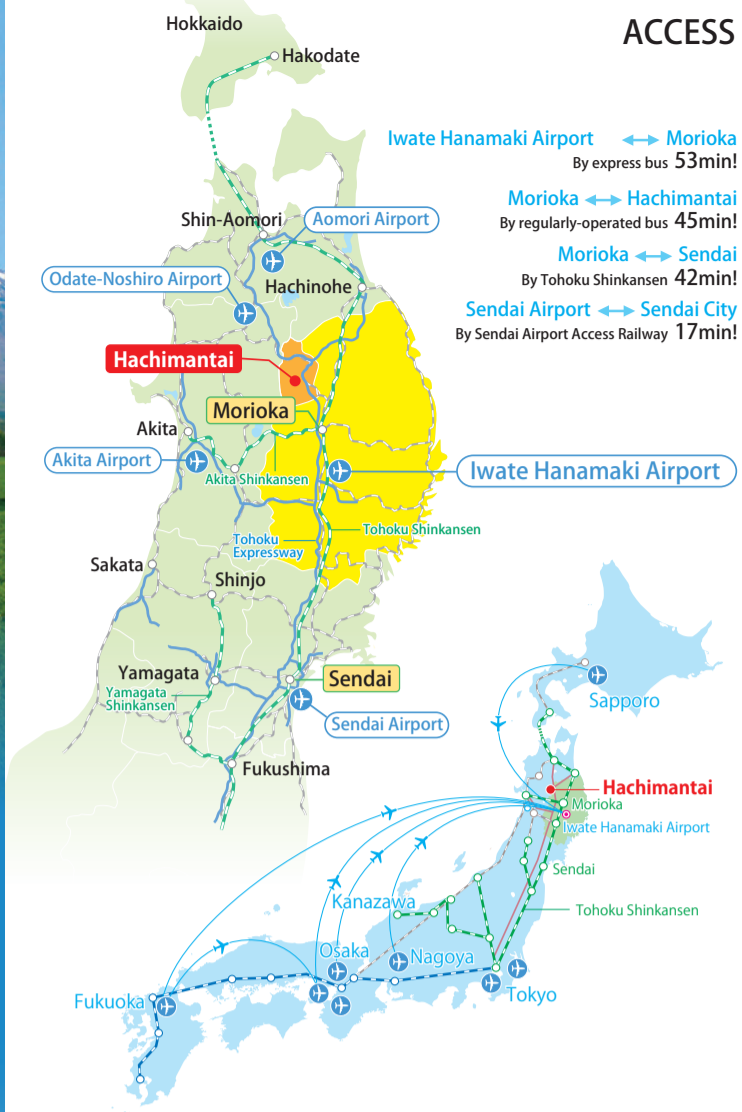 ACCESS
Hokkaido
Hakodate
Iwate Hanamaki Airport Morioka
By express bus 53min!
Morioka Hachimantai
By regularly-operated bus 45min!
Morioka Sendai
By Tohoku Shinkansen 42min!
Sendai Airport Sendai City
By Sendai Airport Access Railway 17min!
Shin-Aomori
Aomori Airport
Odate-Noshiro Airport
Hachinohe
Hachimantai
Morioka
Akita
Akita Airport
Akita Shinkansen
Iwate Hanamaki Airport
Tohoku
Expressway
Tohoku Shinkansen
Sakata
Shinjo
Yamagata
Yamagata
Shinkansen
Sendai
Sendai Airport
Fukushima
Sapporo
Hachimantai
Morioka
Iwate Hanamaki Airport
Sendai
Kanazawa
Tohoku Shinkansen
Osaka
Nagoya
Fukuoka
Tokyo